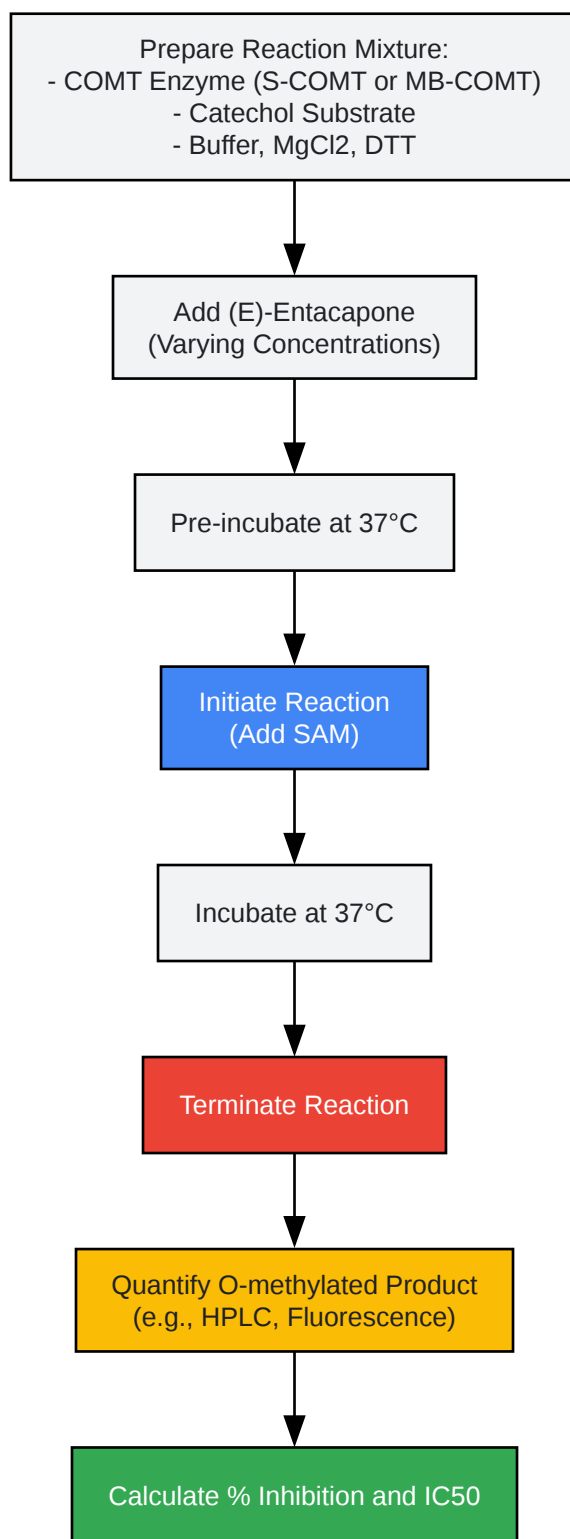 Prepare Reaction Mixture:
- COMT Enzyme (S-COMT or MB-COMT)
- Catechol Substrate
- Buffer, MgCl2, DTT
Add (E)-Entacapone
(Varying Concentrations)
Pre-incubate at 37°C
Initiate Reaction
(Add SAM)
Incubate at 37°C
Terminate Reaction
Quantify O-methylated Product
(e.g., HPLC, Fluorescence)
Calculate % Inhibition and IC50